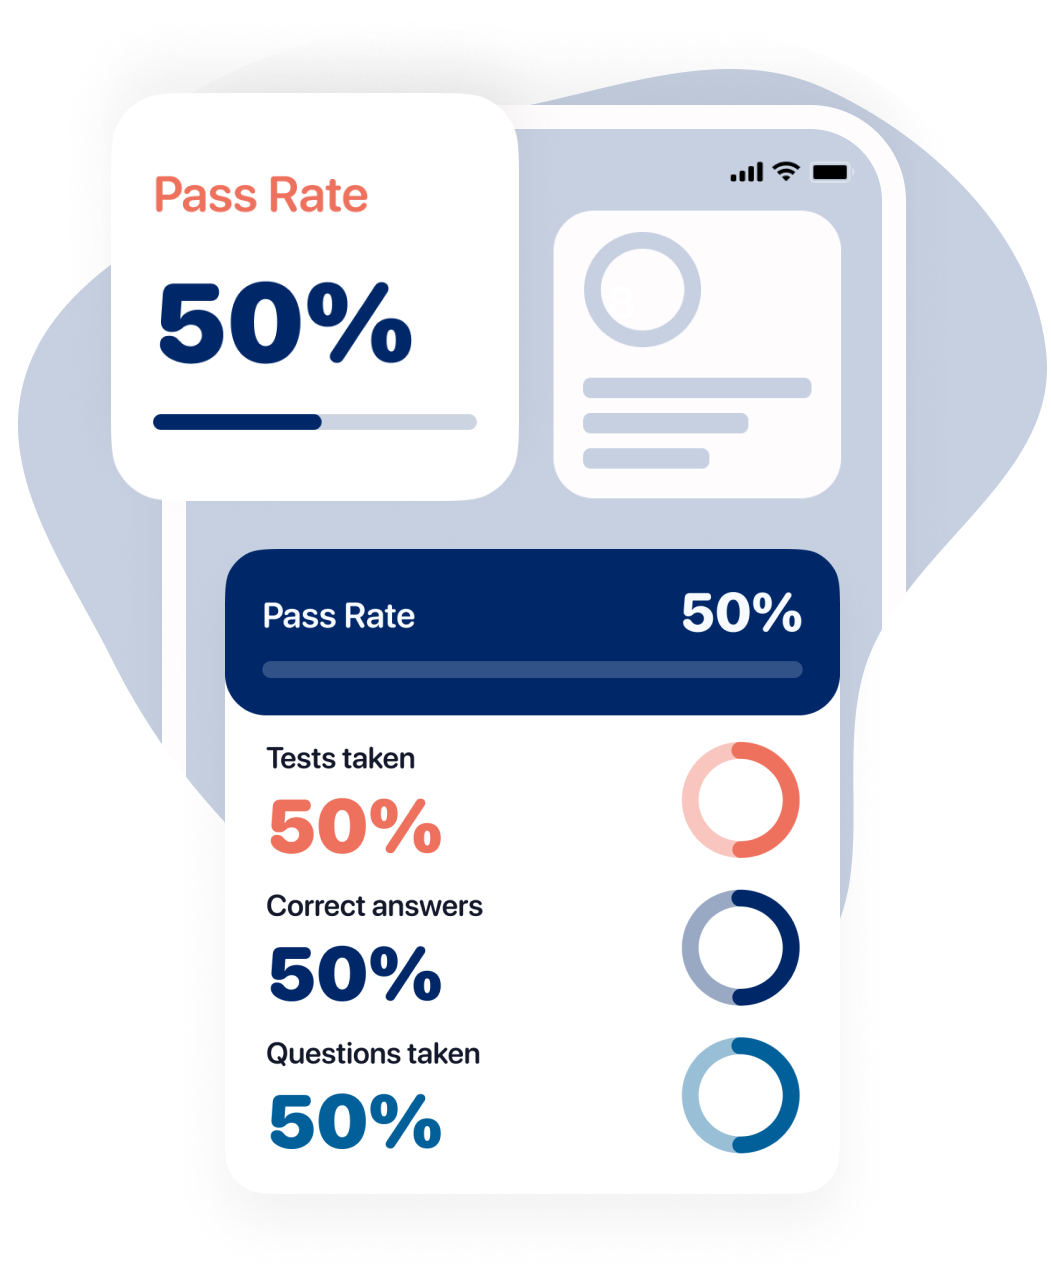 Pass Rate
50%
Pass Rate 50%
Tests taken
50%
Correct answers
50%
Questions taken
50%